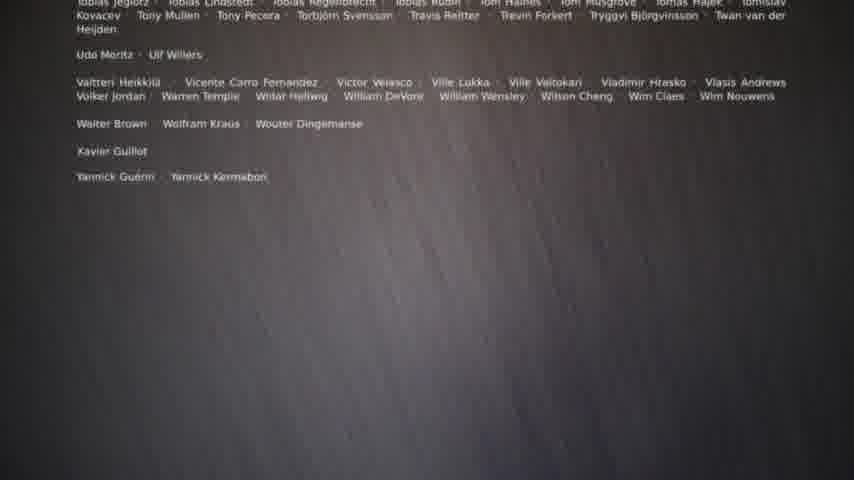 Tobias Jeglotz · Tobias Lindstedt · Tobias Regenbrecht · Tobias Rubin · Tom Haines · Tom Musgrove · Tomas Hajek · Tomislav
Kovacev · Tony Mullen · Tony Pecora · Torbjörn Svensson · Travis Reitter · Trevin Forkert · Tryggvi Björgvinsson · Twan van der
Heijden
Udo Moritz · Ulf Willers
Valtteri Heikkilä · Vicente Carro Fernandez · Victor Velasco · Ville Lukka · Ville Valtokari · Vladimir Hrasko · Vlasis Andrews
Volker Jordan · Warren Temple · Widar Hellwig · William DeVore · William Wensley · Wilson Cheng · Wim Claes · Wim Nouwens
Walter Brown · Wolfram Kraus · Wouter Dingemanse
Xavier Guillot
Yannick Guérin · Yannick Kermabon